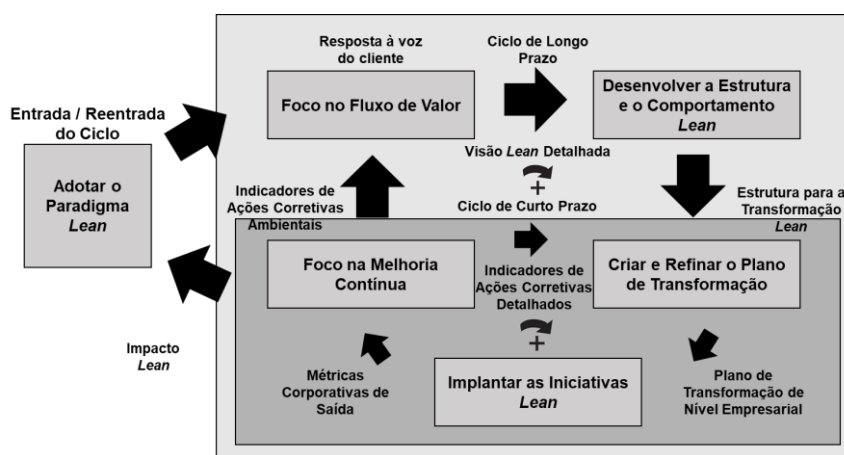 Resposta à voz
do cliente
Ciclo de Longo
Prazo
Foco no Fluxo de Valor
Desenvolver a Estrutura
e o Comportamento
Lean
Entrada / Reentrada
do Ciclo
Adotar o
Paradigma
Lean
Visão Lean Detalhada
+
Ciclo de Curto Prazo
Indicadores de
Ações Corretivas
Ambientais
Estrutura para a
Transformação
Lean
Foco na Melhoria
Contínua
Indicadores de
Ações Corretivas
Detalhados
+
Criar e Refinar o Plano
de Transformação
Impacto
Lean
Métricas
Corporativas de
Saída
Implantar as Iniciativas
Lean
Plano de
Transformação de
Nível Empresarial